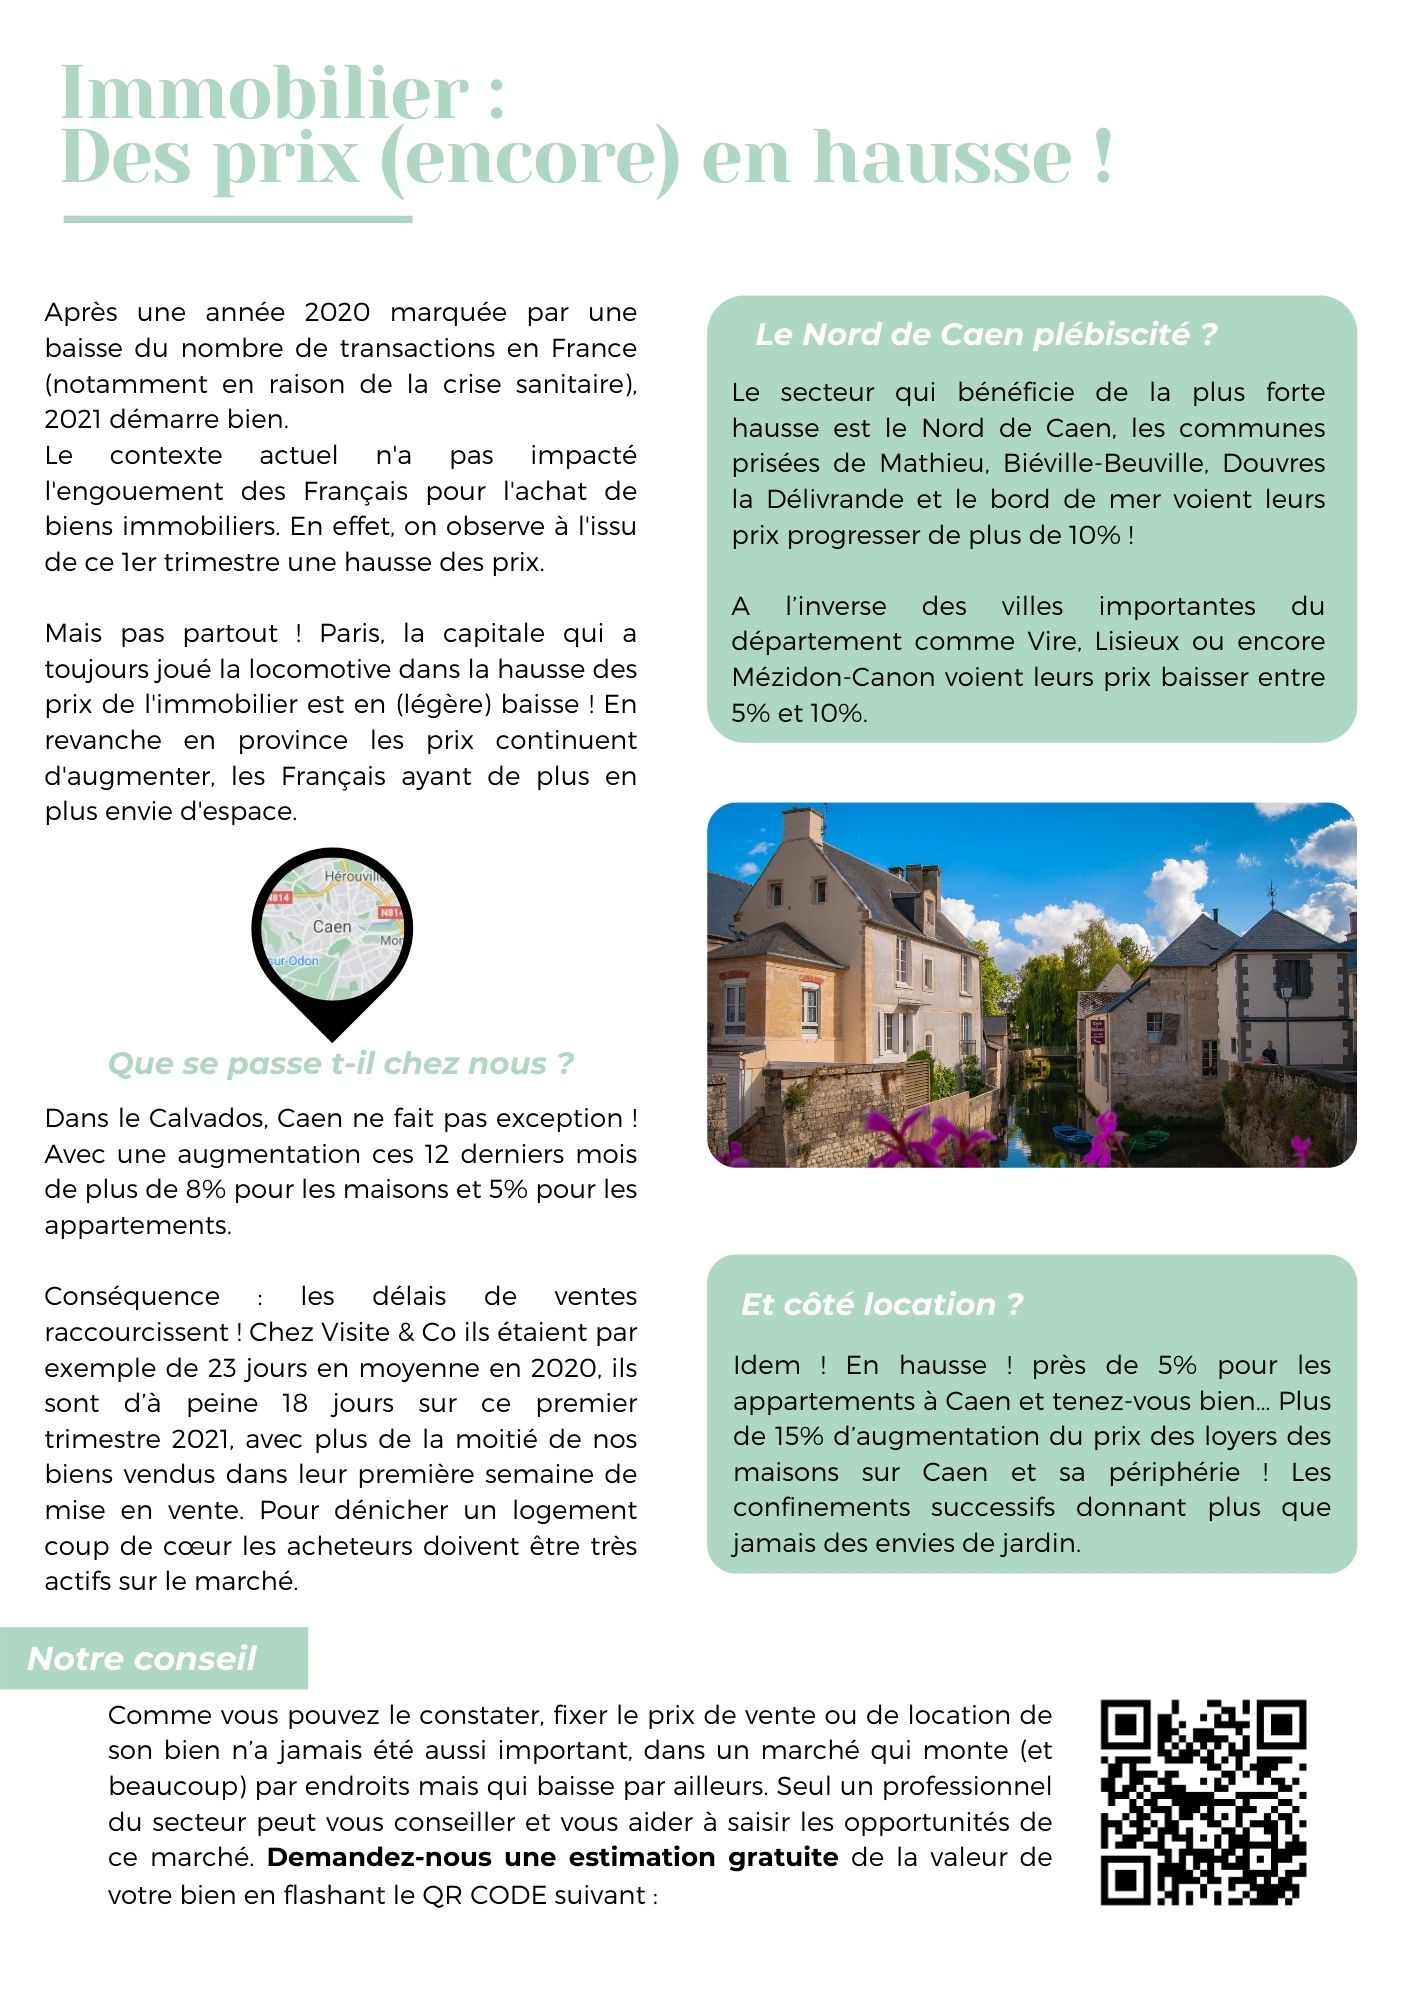 Immobilier :
Des prix (encore) en hausse !
Après une année 2020 marquée par une
baisse du nombre de transactions en France
(notamment en raison de la crise sanitaire),
2021 démarre bien.
Le contexte actuel n'a pas impacté
l'engouement des Français pour l'achat de
biens immobiliers. En effet, on observe à l'issu
de ce 1er trimestre une hausse des prix.
Mais pas partout ! Paris, la capitale qui a
toujours joué la locomotive dans la hausse des
prix de l'immobilier est en (légère) baisse ! En
revanche en province les prix continuent
d'augmenter, les Français ayant de plus en
plus envie d'espace.
Hérouvill
N814
Caen
N814
Mon
sur-Odon
Que se passe t-il chez nous ?
Dans le Calvados, Caen ne fait pas exception !
Avec une augmentation ces 12 derniers mois
de plus de 8% pour les maisons et 5% pour les
appartements.
Conséquence : les délais de ventes
raccourcissent ! Chez Visite & Co ils étaient par
exemple de 23 jours en moyenne en 2020, ils
sont d’à peine 18 jours sur ce premier
trimestre 2021, avec plus de la moitié de nos
biens vendus dans leur première semaine de
mise en vente. Pour dénicher un logement
coup de cœur les acheteurs doivent être très
actifs sur le marché.
Le Nord de Caen plébiscité ?
Le secteur qui bénéficie de la plus forte
hausse est le Nord de Caen, les communes
prisées de Mathieu, Biéville-Beuville, Douvres
la Délivrande et le bord de mer voient leurs
prix progresser de plus de 10% !
A l’inverse des villes importantes du
département comme Vire, Lisieux ou encore
Mézidon-Canon voient leurs prix baisser entre
5% et 10%.
Et côté location ?
Idem ! En hausse ! près de 5% pour les
appartements à Caen et tenez-vous bien... Plus
de 15% d’augmentation du prix des loyers des
maisons sur Caen et sa périphérie ! Les
confinements successifs donnant plus que
jamais des envies de jardin.
Notre conseil
Comme vous pouvez le constater, fixer le prix de vente ou de location de
son bien n’a jamais été aussi important, dans un marché qui monte (et
beaucoup) par endroits mais qui baisse par ailleurs. Seul un professionnel
du secteur peut vous conseiller et vous aider à saisir les opportunités de
ce marché. Demandez-nous une estimation gratuite de la valeur de
votre bien en flashant le QR CODE suivant :